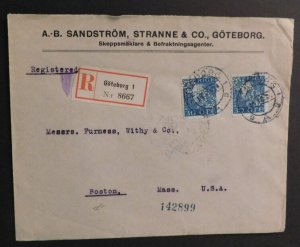 A.-B. SANDSTRÖM, STRANNE & CO., GÖTEBORG.
Skeppsmäklare & Befraktningsagenter.
Registered
R
Göteborg 1
No 8667
Messrs. Furness, Withy & Co.,
Boston. Mass. U.S.A.
142899